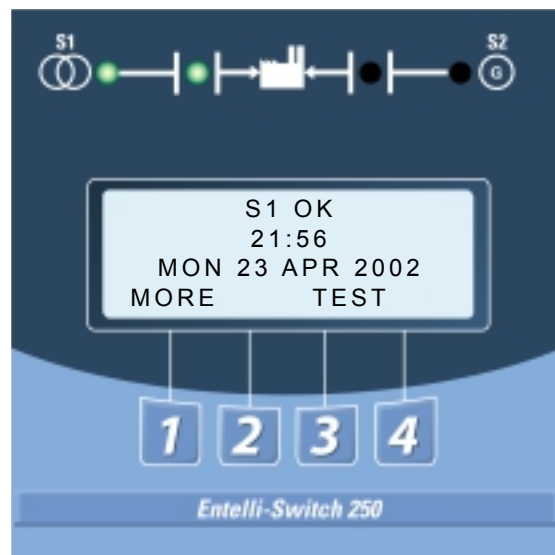 S1 S2
G
S1 OK
21:56
MON 23 APR 2002
MORE TEST
1 2 3 4
Entelli-Switch 250